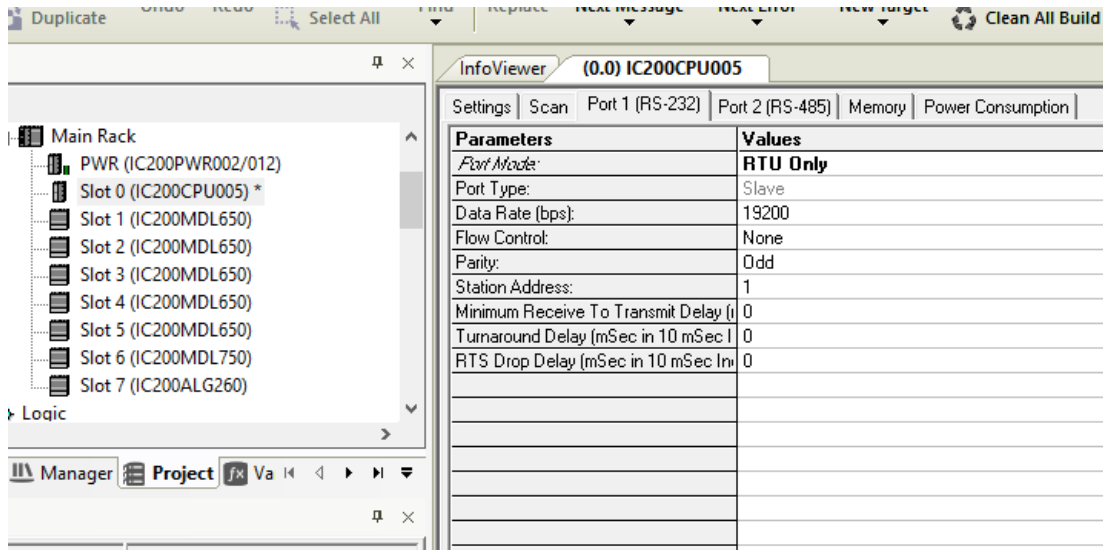 Duplicate
Select All
Clean All Build
InfoViewer (0.0) IC200CPU005
Settings Scan Port 1 (RS-232) Port 2 (RS-485) Memory Power Consumption
Main Rack
PWR (IC200PWR002/012)
Slot 0 (IC200CPU005) *
Slot 1 (IC200MDL650)
Slot 2 (IC200MDL650)
Slot 3 (IC200MDL650)
Slot 4 (IC200MDL650)
Slot 5 (IC200MDL650)
Slot 6 (IC200MDL750)
Slot 7 (IC200ALG260)
Logic
Manager Project fx Va
Parameters Values
Port Mode: RTU Only
Port Type: Slave
Data Rate (bps): 19200
Flow Control: None
Parity: Odd
Station Address: 1
Minimum Receive To Transmit Delay ( 0
Turnaround Delay (mSec in 10 mSec I 0
RTS Drop Delay (mSec in 10 mSec In 0